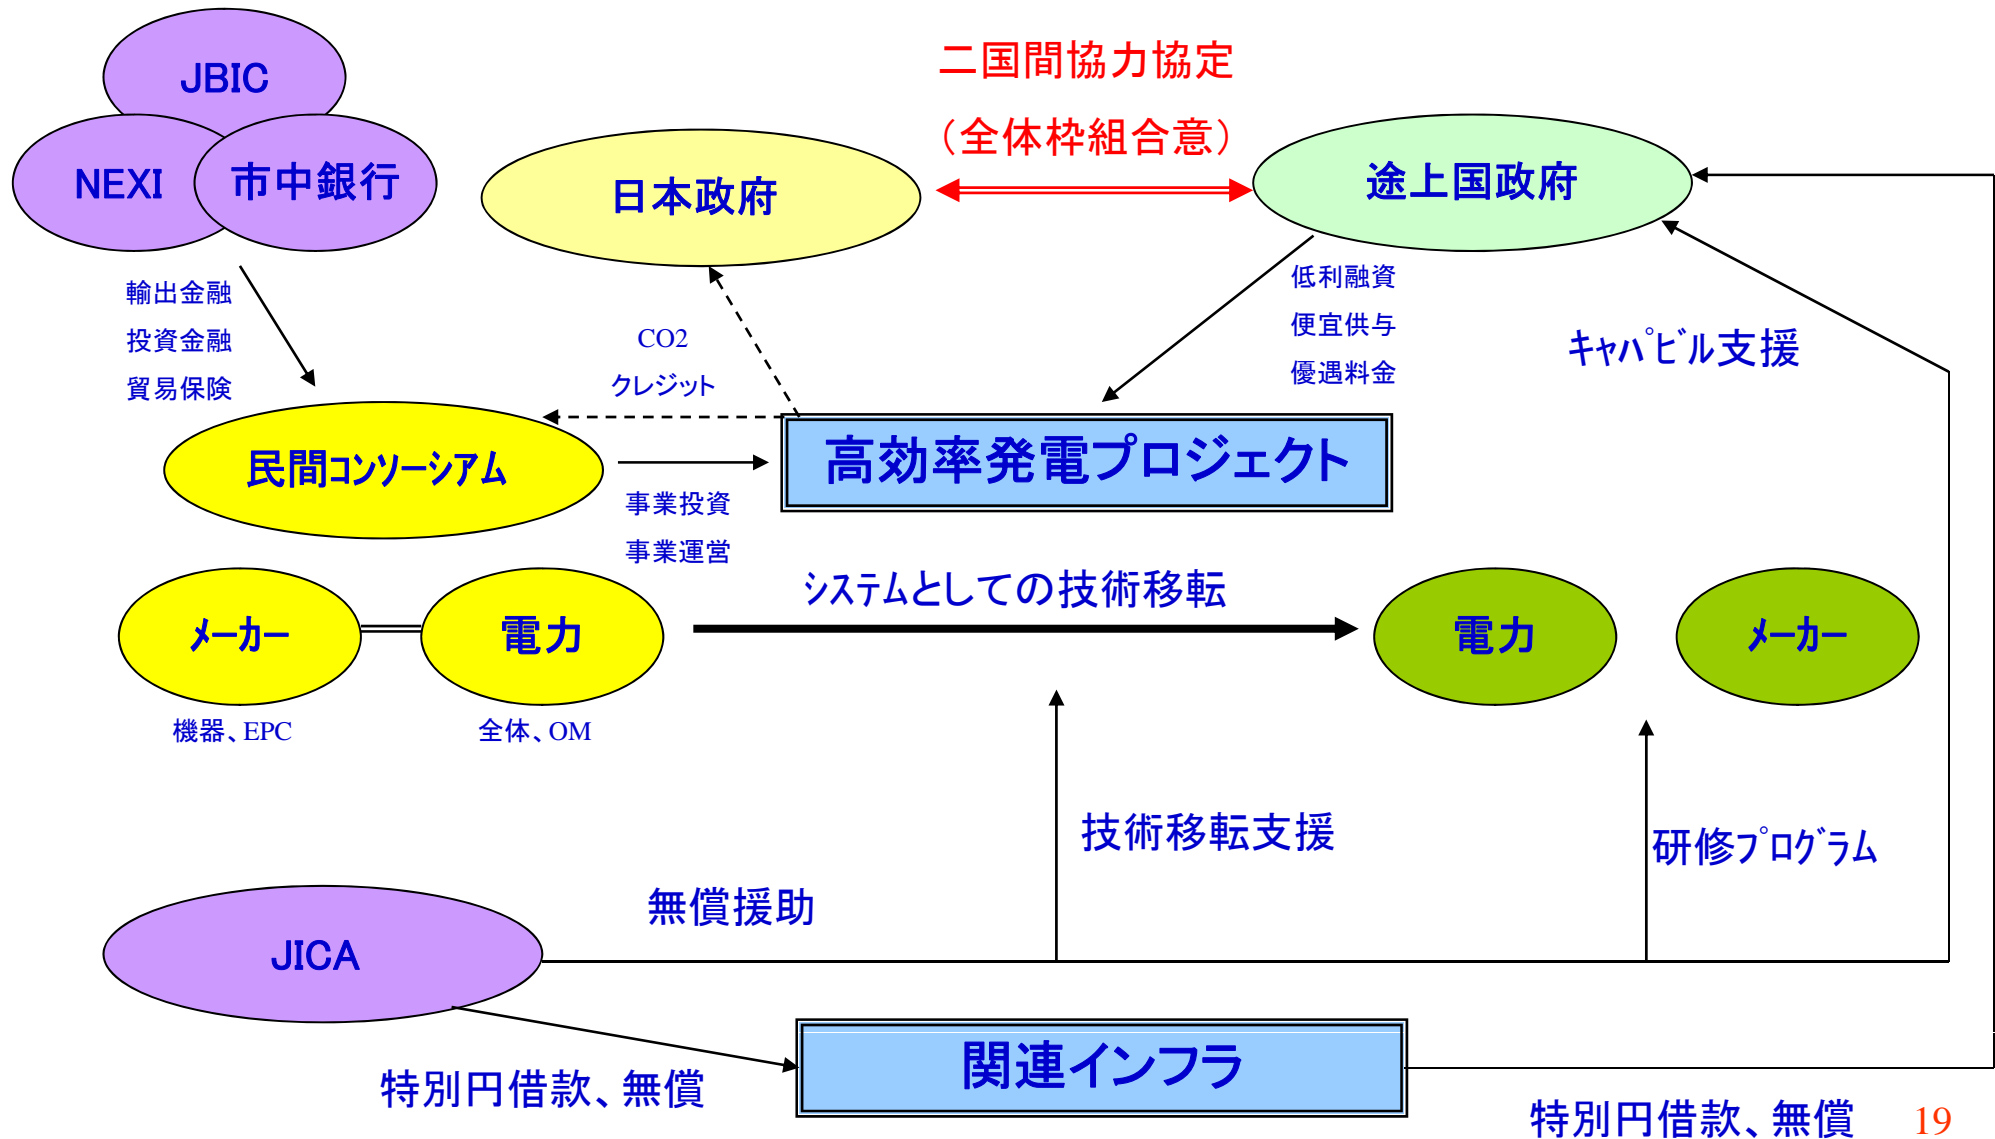 JBIC
NEXI
市中銀行
二国間協力協定
（全体枠組合意）
日本政府
途上国政府
輸出金融
投資金融
貿易保険
CO2
クレジット
低利融資
便宜供与
優遇料金
ｷｬﾊﾟﾋﾞﾙ支援
民間ｺﾝｿｰｼｱﾑ
高効率発電プロジェクト
事業投資
事業運営
ｼｽﾃﾑとしての技術移転
ﾒｰｶｰ
電力
電力
ﾒｰｶｰ
機器、EPC
全体、OM
技術移転支援
研修ﾌﾟﾛｸﾞﾗﾑ
無償援助
JICA
関連インフラ
特別円借款、無償
特別円借款、無償
19